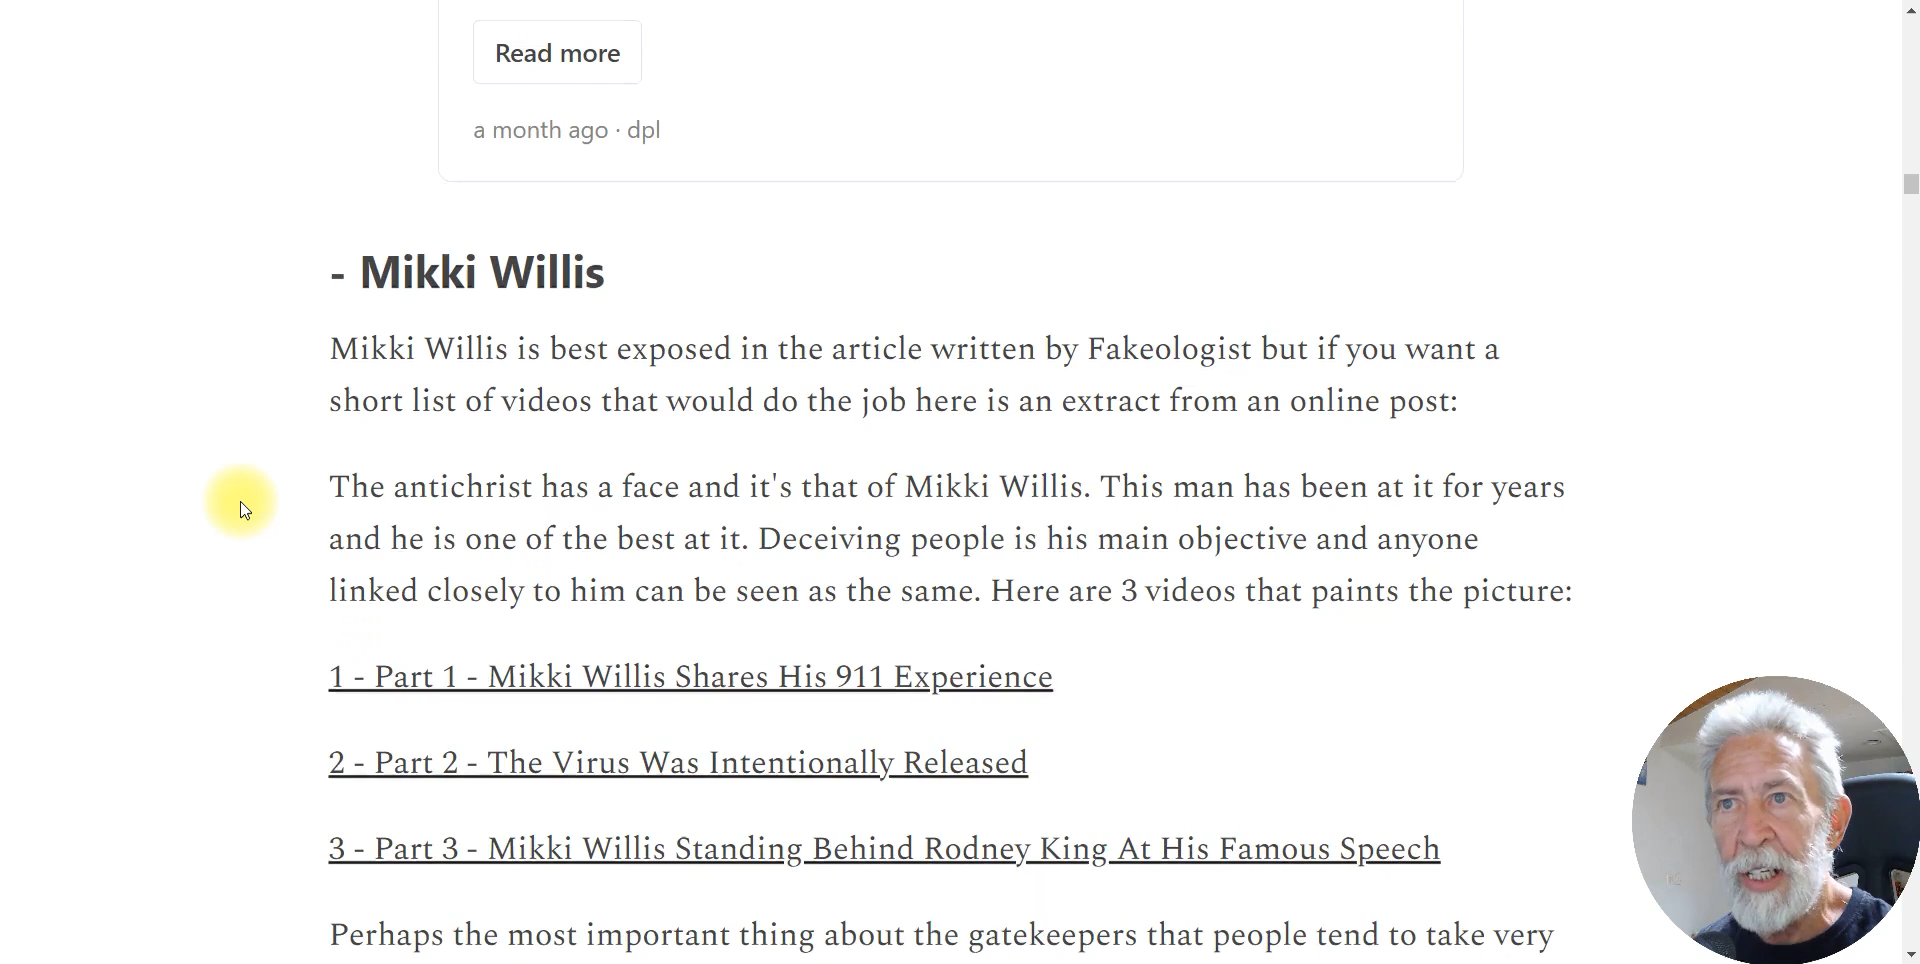 Read more
a month ago · dpl
- Mikki Willis
Mikki Willis is best exposed in the article written by Fakeologist but if you want a
short list of videos that would do the job here is an extract from an online post:
The antichrist has a face and it's that of Mikki Willis. This man has been at it for years
and he is one of the best at it. Deceiving people is his main objective and anyone
linked closely to him can be seen as the same. Here are 3 videos that paints the picture:
1 - Part 1 - Mikki Willis Shares His 911 Experience
2 - Part 2 - The Virus Was Intentionally Released
3 - Part 3 - Mikki Willis Standing Behind Rodney King At His Famous Speech
Perhaps the most important thing about the gatekeepers that people tend to take very